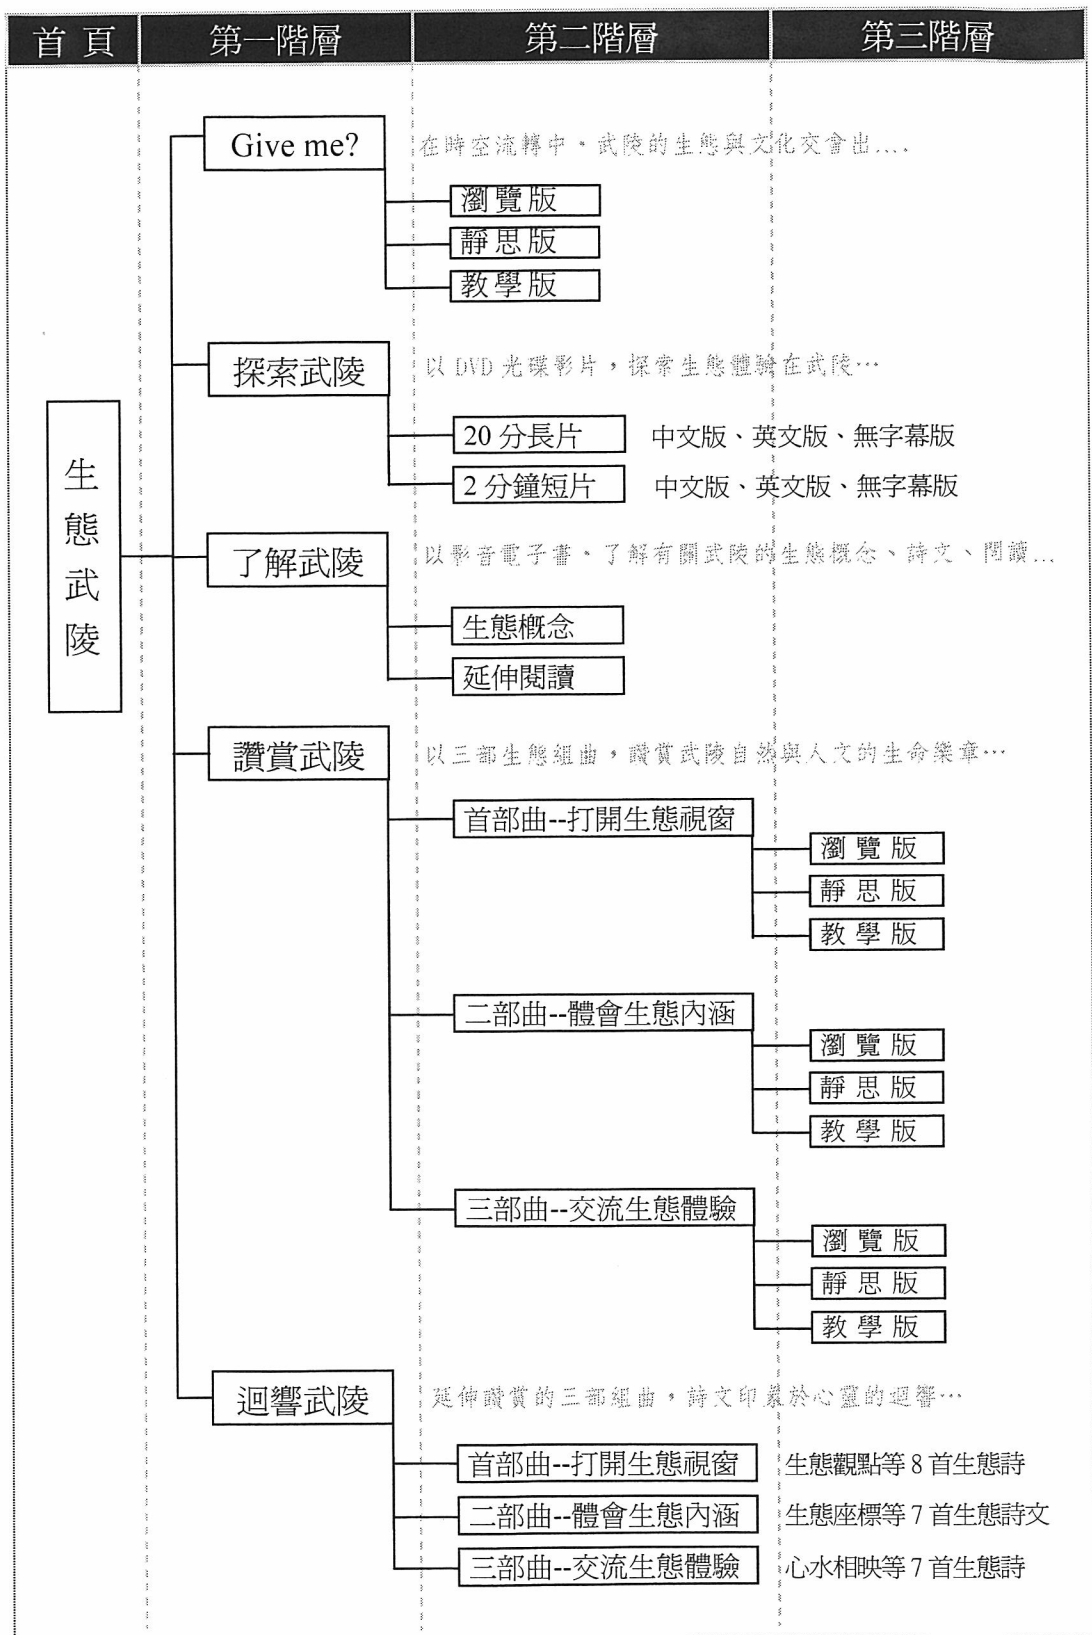 首 頁 第一階層 第二階層 第三階層
Give me? 在時空流轉中，武陵的生態與文化交會出....
瀏 覽 版
靜 思 版
教 學 版
探索武陵 以 DVD 光碟影片，探常生態體驗在武陵…
20 分長片 中文版、英文版、無字幕版
2 分鐘短片 中文版、英文版、無字幕版
生態武陵
了解武陵 以影音電子書，了解有關武陵的生態概念、詩文、閱讀...
生態概念
延伸閱讀
讚賞武陵 以三部生態組曲，讚賞武陵自然與人文的生命樂章…
首部曲--打開生態視窗
瀏 覽 版
靜 思 版
教 學 版
二部曲--體會生態內涵
瀏 覽 版
靜 思 版
教 學 版
三部曲--交流生態體驗
瀏 覽 版
靜 思 版
教 學 版
迴響武陵 延伸讚賞的三部組曲，詩文印象於心靈的迴響…
首部曲--打開生態視窗 生態觀點等 8 首生態詩
二部曲--體會生態內涵 生態座標等 7 首生態詩文
三部曲--交流生態體驗 心水相映等 7 首生態詩